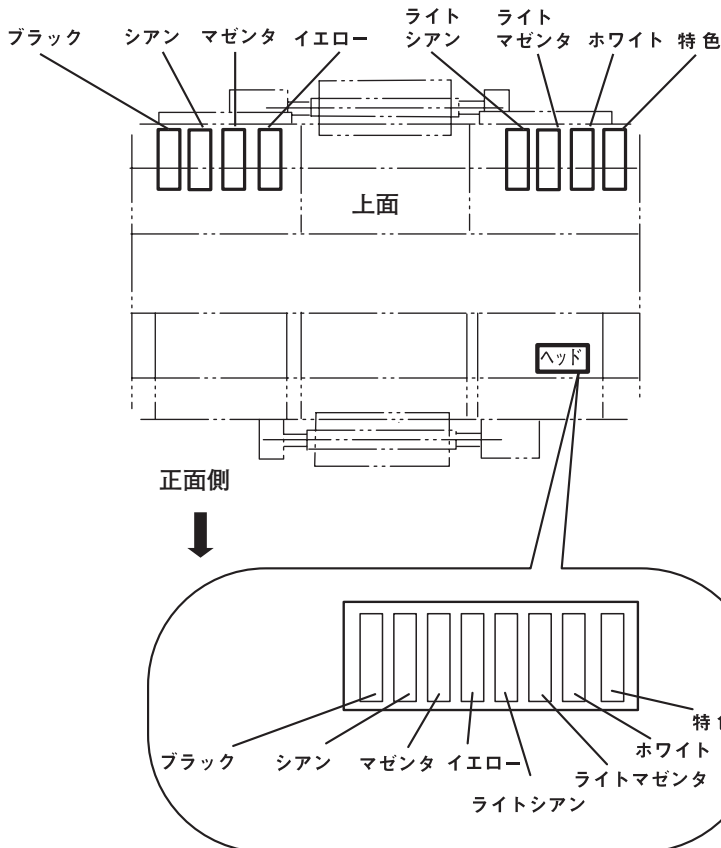 ブラック
シアン
マゼンタ
イエロー
ライト
シアン
ライト
マゼンタ
ホワイト
特色
上面
ヘッド
正面側
ブラック
シアン
マゼンタ
イエロー
ライトシアン
ライトマゼンタ
ホワイト
特色